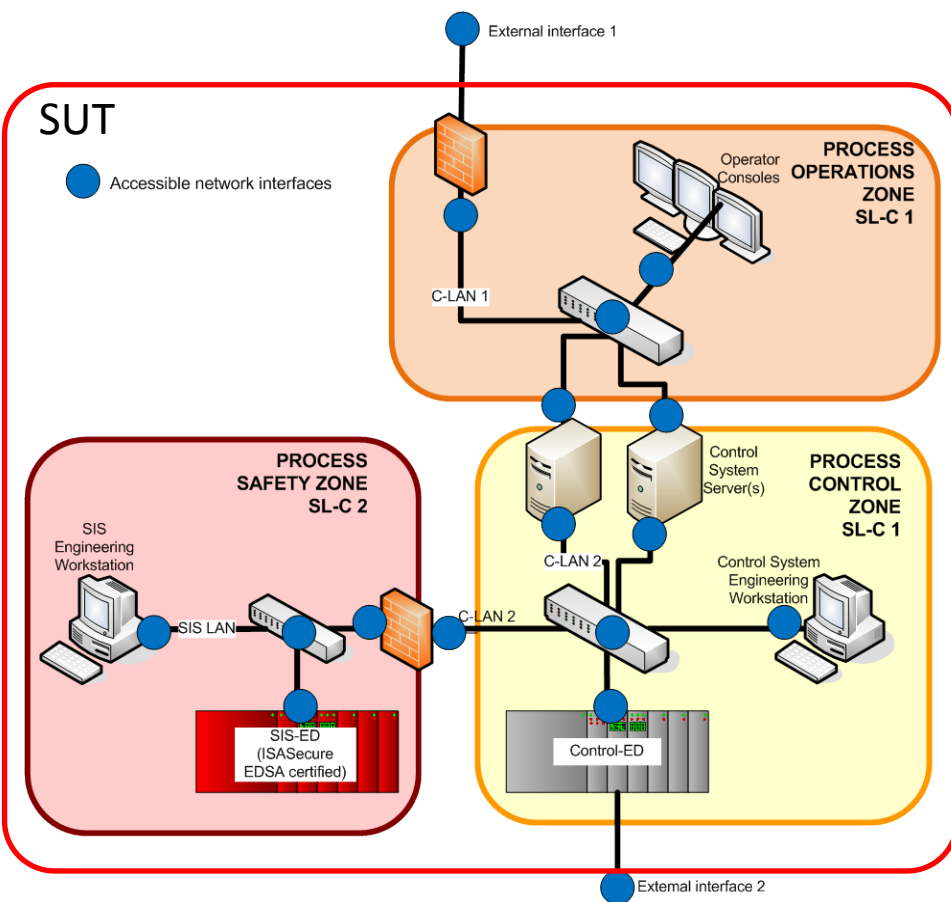 External interface 1
SUT
Accessible network interfaces
PROCESS
OPERATIONS
ZONE
SL-C 1
Operator
Consoles
C-LAN 1
PROCESS
SAFETY ZONE
SL-C 2
Control
System
Server(s)
PROCESS
CONTROL
ZONE
SL-C 1
SIS
Engineering
Workstation
C-LAN 2
Control System
Engineering
Workstation
SIS LAN
C-LAN 2
SIS-ED
(ISASecure
EDSA certified)
Control-ED
External interface 2